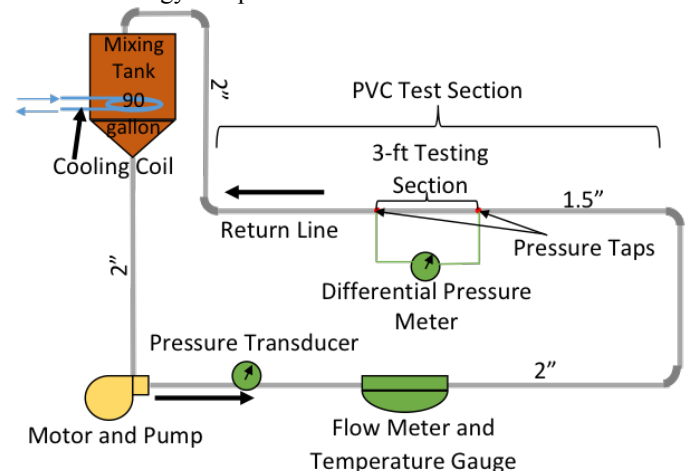 Mixing
Tank
90
gallon
Cooling Coil
2”
PVC Test Section
3-ft Testing
Section
1.5”
Return Line
Pressure Taps
Differential Pressure
Meter
2”
Pressure Transducer
2”
Motor and Pump
Flow Meter and
Temperature Gauge